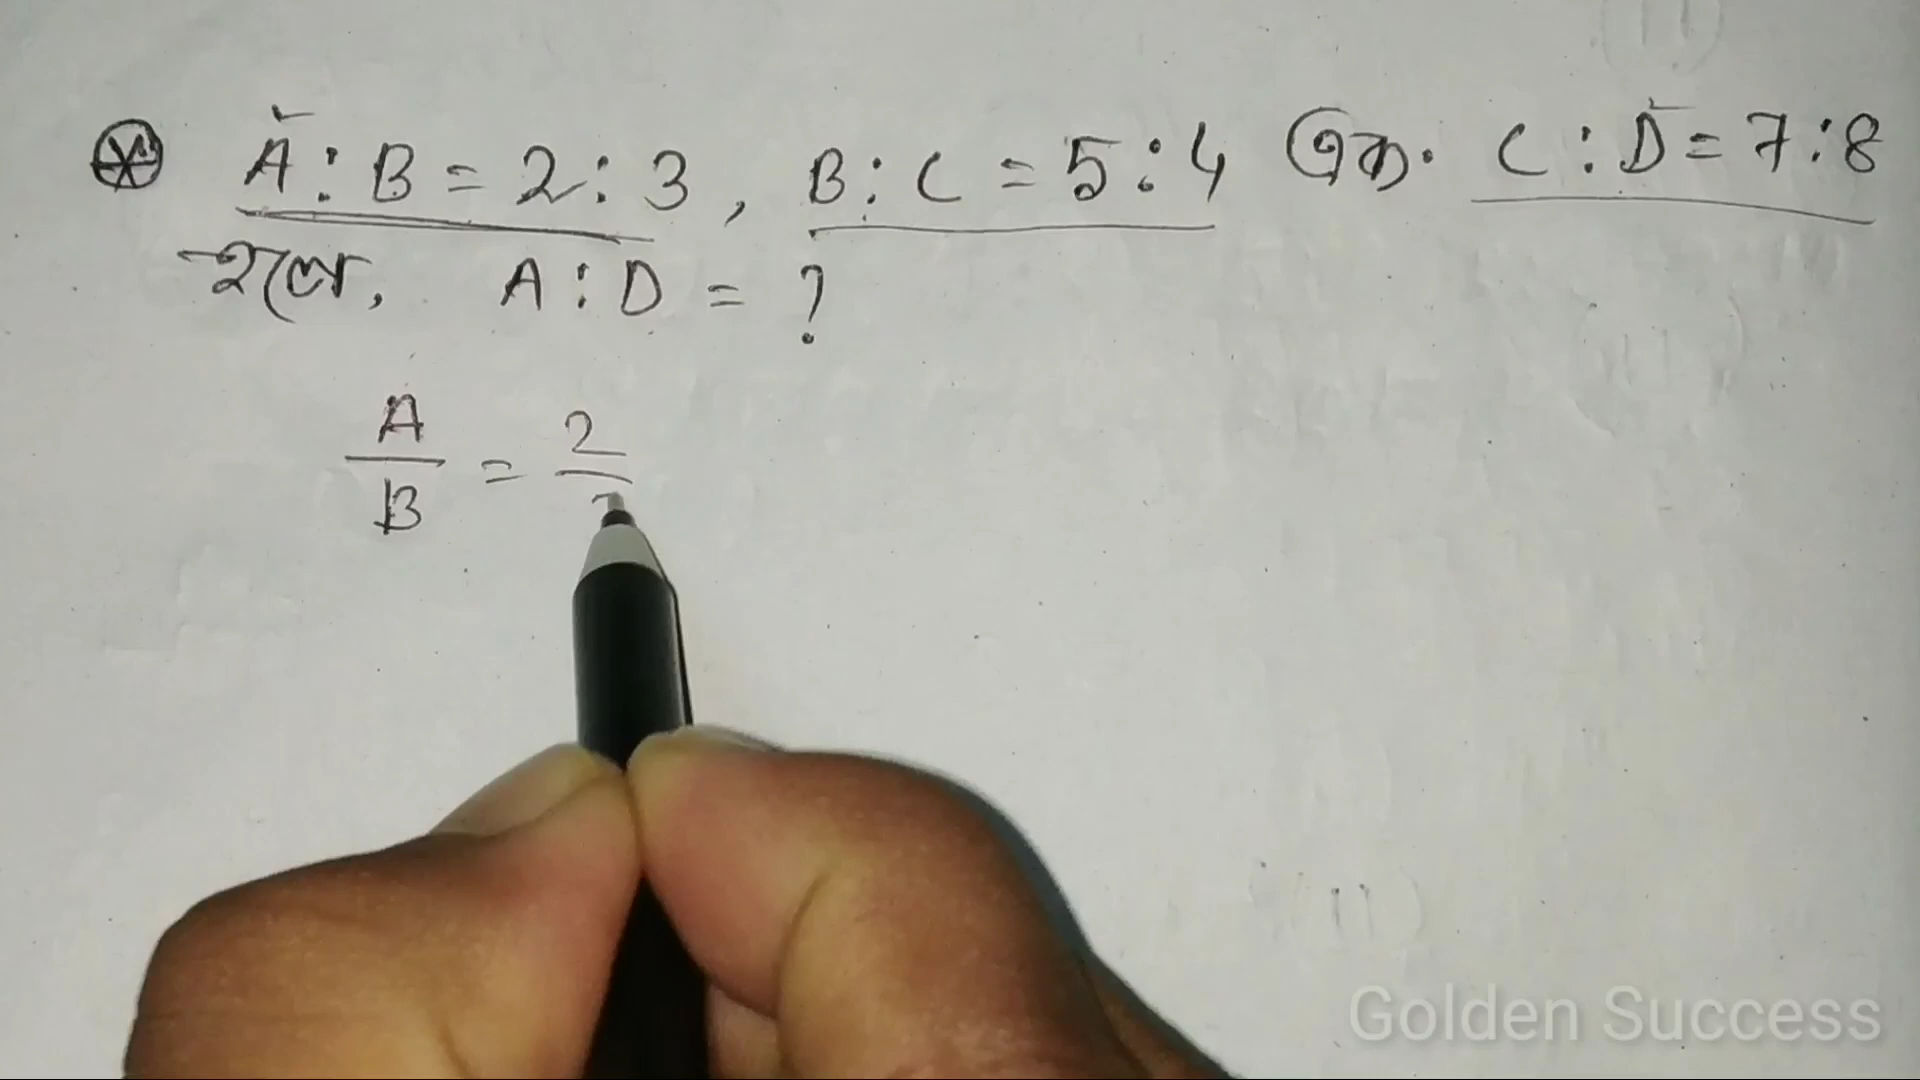 A : B = 2 : 3 , B : C = 5 : 4 এবং C : D = 7 : 8
হলে, A : D = ?
A/B = 2/
Golden Success